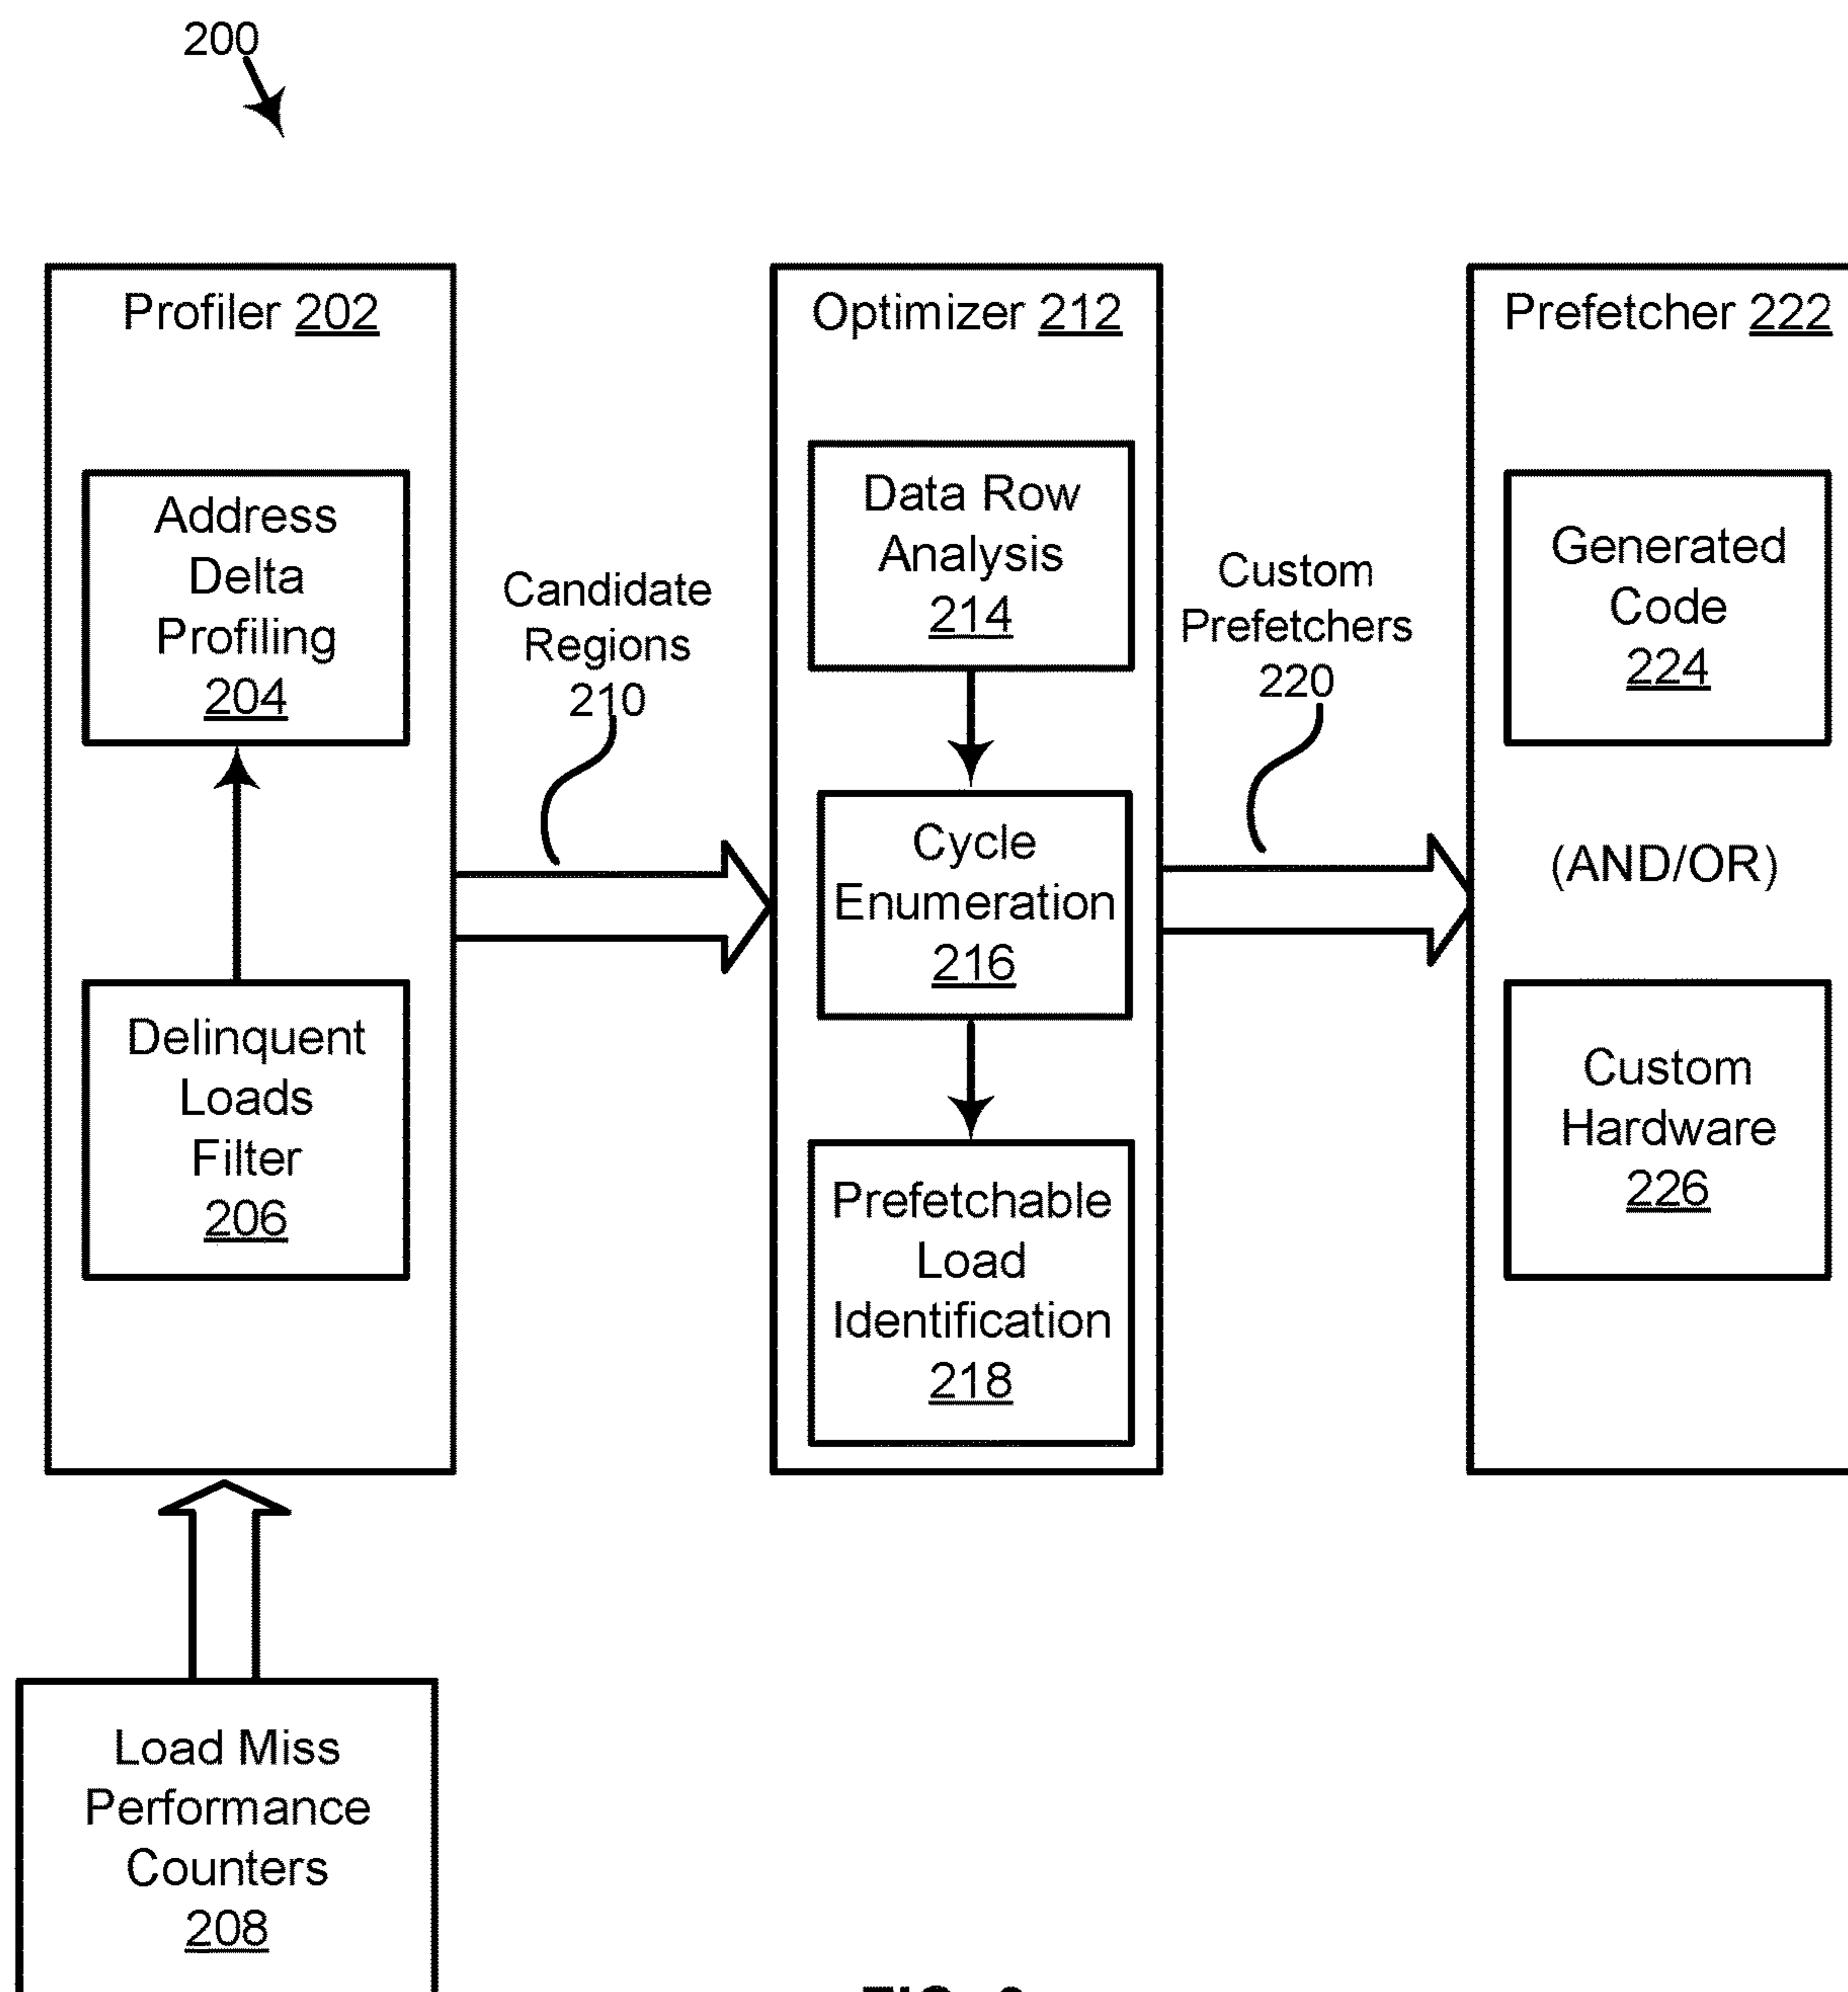 200
Profiler 202
Address
Delta
Profiling
204
Delinquent
Loads
Filter
206
Load Miss
Performance
Counters
208
Candidate
Regions
210
Optimizer 212
Data Row
Analysis
214
Cycle
Enumeration
216
Prefetchable
Load
Identification
218
Custom
Prefetchers
220
Prefetcher 222
Generated
Code
224
(AND/OR)
Custom
Hardware
226